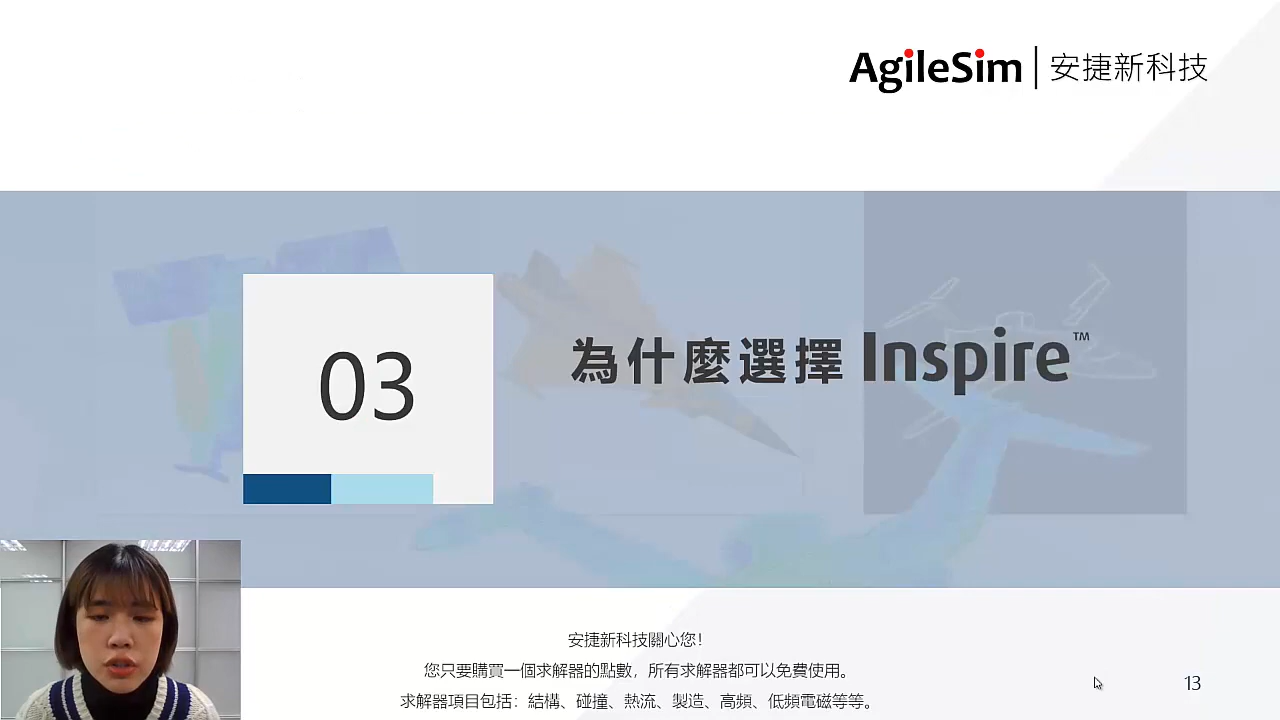 AgileSim 安捷新科技
03
為什麼選擇 Inspire™
安捷新科技關心您!
您只要購買一個求解器的點數，所有求解器都可以免費使用。
求解器項目包括：結構、碰撞、熱流、製造、高頻、低頻電磁等等。
13